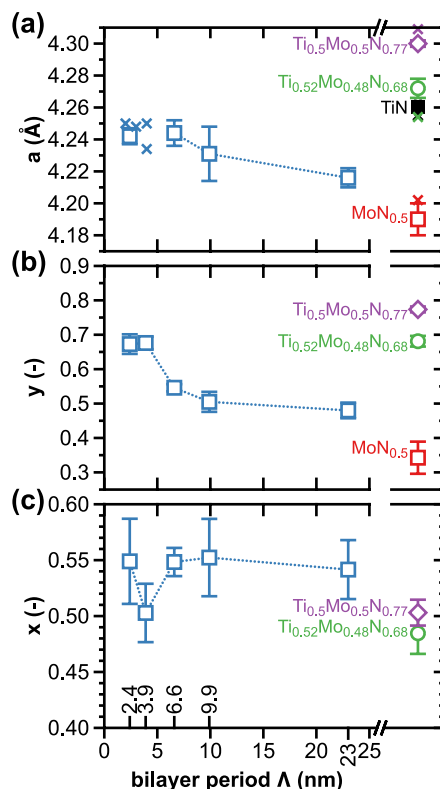 (a)
4.30
4.28
4.26
4.24
4.22
4.20
4.18
a (Å)
Ti0.5Mo0.5N0.77
Ti0.52Mo0.48N0.68
TiN
MoN0.5
(b)
0.9
0.8
0.7
0.6
0.5
0.4
0.3
y (-)
Ti0.5Mo0.5N0.77
Ti0.52Mo0.48N0.68
MoN0.5
(c)
0.60
0.55
0.50
0.45
0.40
x (-)
Ti0.5Mo0.5N0.77
Ti0.52Mo0.48N0.68
2.4
3.9
6.6
9.9
23
0 5 10 15 20 25
bilayer period Λ (nm)